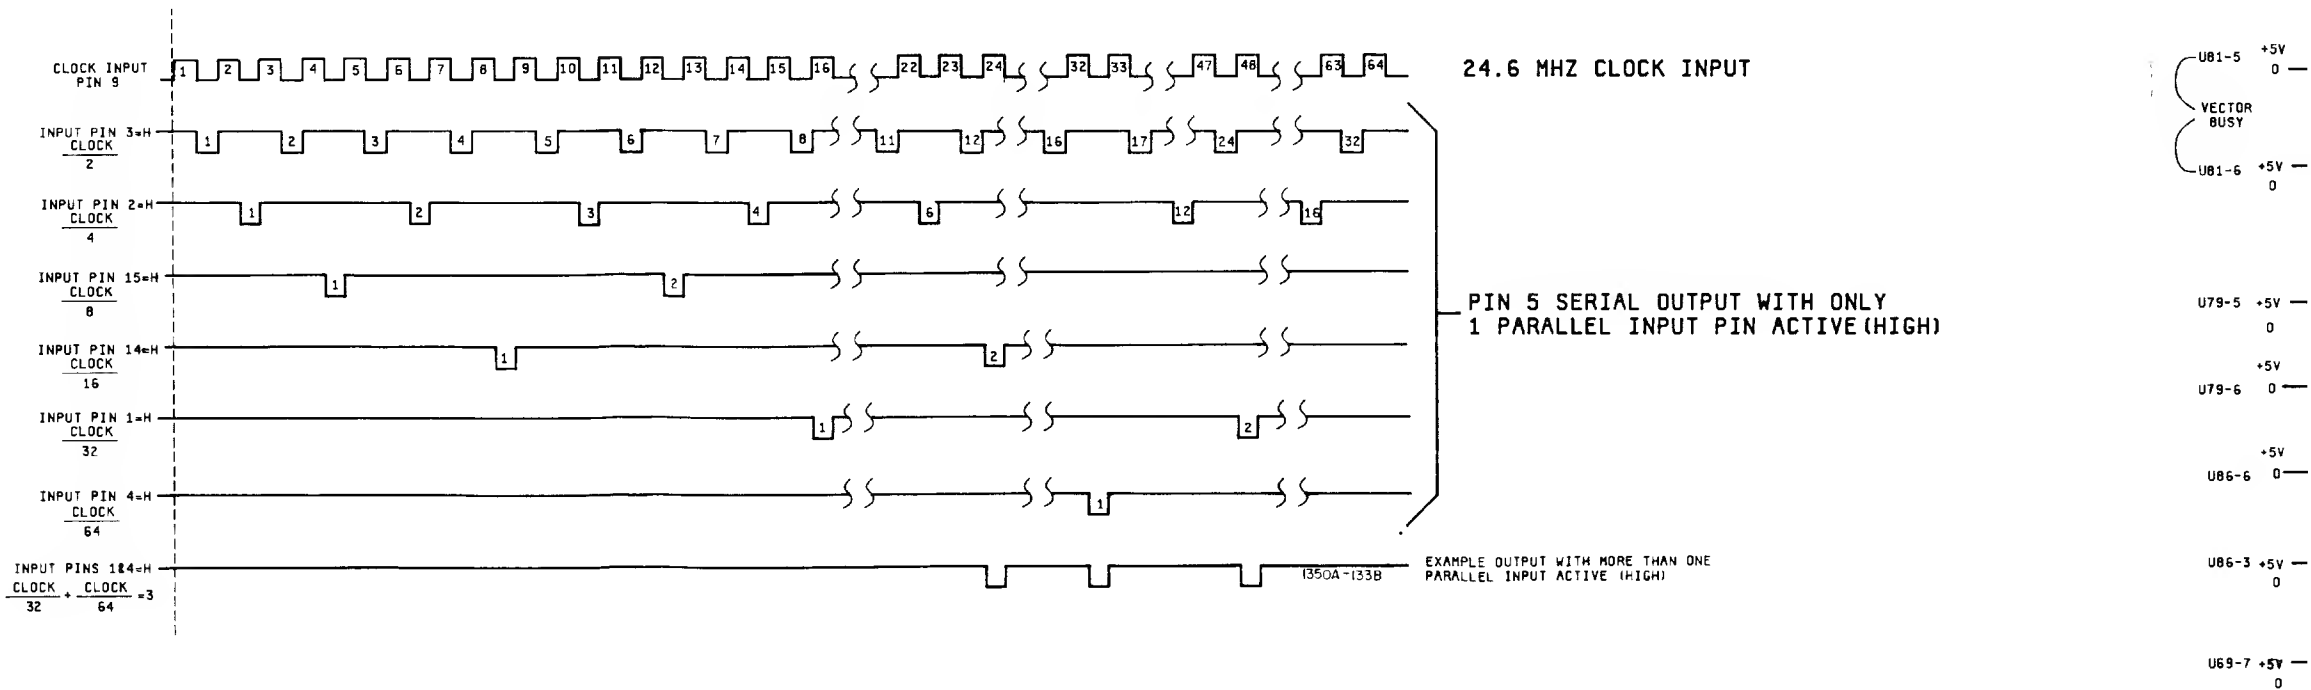 CLOCK INPUT
PIN 9
1 2 3 4 5 6 7 8 9 10 11 12 13 14 15 16 22 23 24 32 33 47 48 63 64
24.6 MHZ CLOCK INPUT
INPUT PIN 3=H
CLOCK
2
1 2 3 4 5 6 7 8 11 12 16 17 24 32
INPUT PIN 2=H
CLOCK
4
1 2 3 4 6 12 16
INPUT PIN 15=H
CLOCK
8
1 2
INPUT PIN 14=H
CLOCK
16
1 2
INPUT PIN 1=H
CLOCK
32
1 2
INPUT PIN 4=H
CLOCK
64
1
PIN 5 SERIAL OUTPUT WITH ONLY
1 PARALLEL INPUT PIN ACTIVE(HIGH)
INPUT PINS 1&4=H
CLOCK + CLOCK =3
32 64
1350A-133B
EXAMPLE OUTPUT WITH MORE THAN ONE
PARALLEL INPUT ACTIVE (HIGH)
U81-5 +5V
0
VECTOR
BUSY
U81-6 +5V
0
U79-5 +5V
0
+5V
U79-6 0
+5V
U86-6 0
U86-3 +5V
0
U69-7 +5V
0